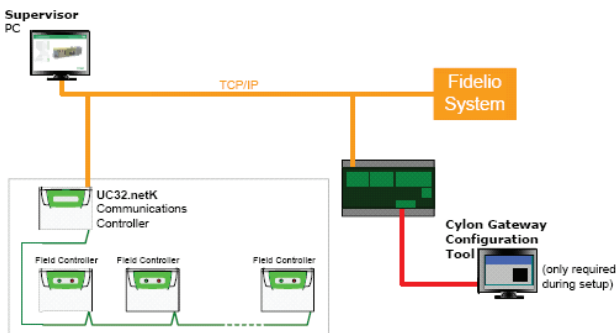 Supervisor
PC
TCP/IP
Fidelio
System
UC32.netK
Communications
Controller
Field Controller
Field Controller
Field Controller
Cylon Gateway
Configuration
Tool
(only required
during setup)